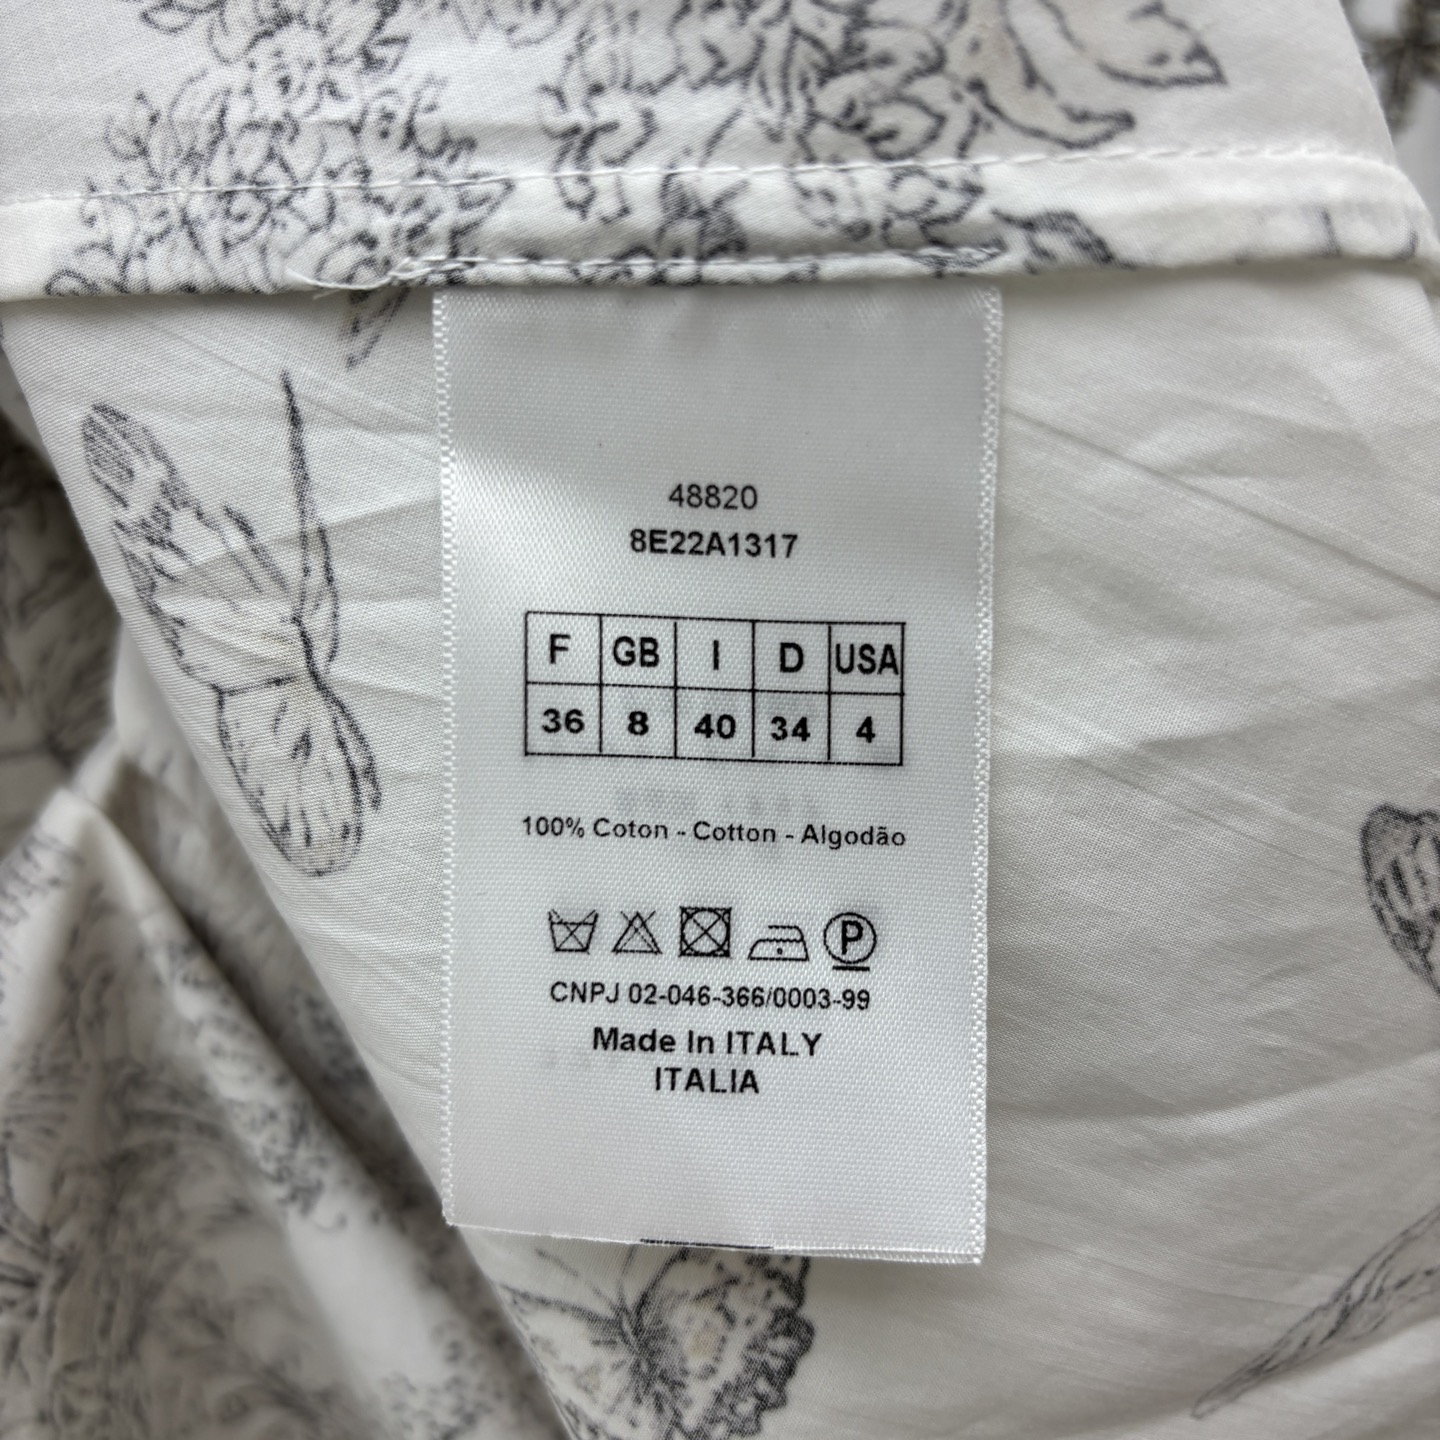 48820
8E22A1317
F GB I D USA
36 8 40 34 4
100% Coton - Cotton - Algodão
P
CNPJ 02-046-366/0003-99
Made In ITALY
ITALIA